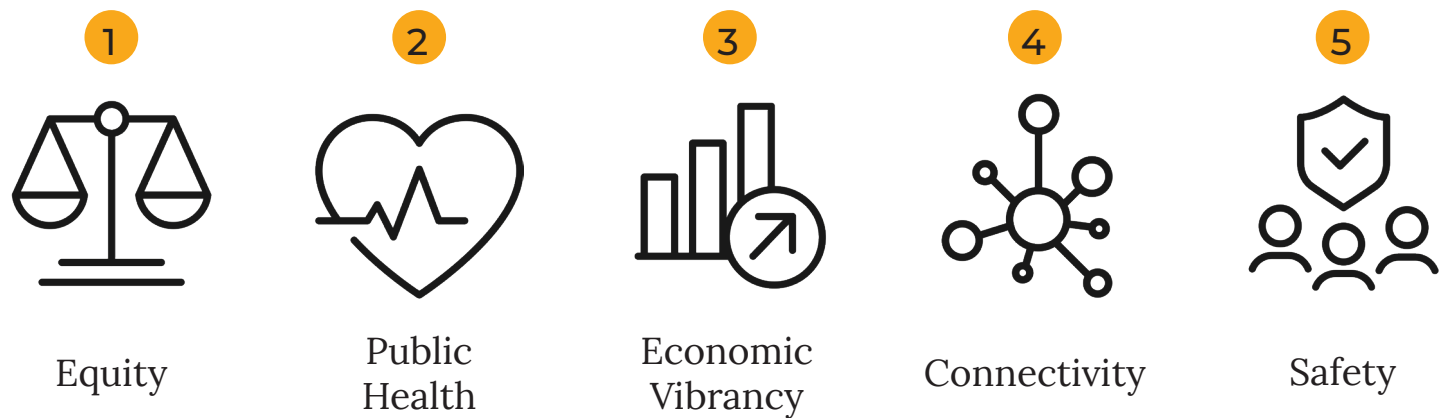 1
2
3
4
5
Equity
Public
Health
Economic
Vibrancy
Connectivity
Safety